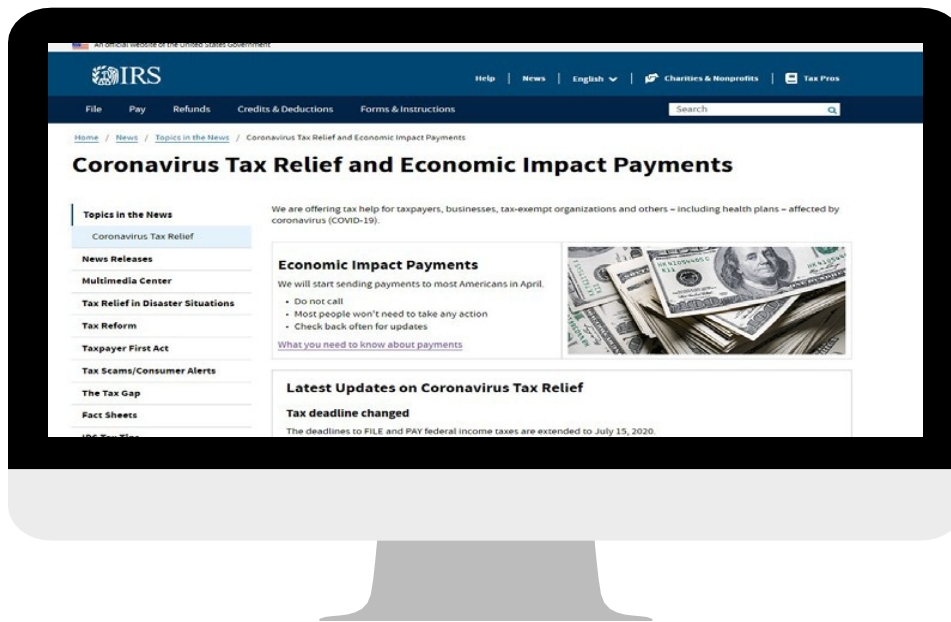 An official website of the United States Government
IRS
Help | News | English | Charities & Nonprofits | Tax Pros
File Pay Refunds Credits & Deductions Forms & Instructions Search
Home / News / Topics in the News / Coronavirus Tax Relief and Economic Impact Payments
Coronavirus Tax Relief and Economic Impact Payments
Topics in the News
Coronavirus Tax Relief
News Releases
Multimedia Center
Tax Relief in Disaster Situations
Tax Reform
Taxpayer First Act
Tax Scams/Consumer Alerts
The Tax Gap
Fact Sheets
IRS Tax Tips
We are offering tax help for taxpayers, businesses, tax-exempt organizations and others – including health plans – affected by
coronavirus (COVID-19).
Economic Impact Payments
We will start sending payments to most Americans in April.
• Do not call
• Most people won't need to take any action
• Check back often for updates
What you need to know about payments
Latest Updates on Coronavirus Tax Relief
Tax deadline changed
The deadlines to FILE and PAY federal income taxes are extended to July 15, 2020.